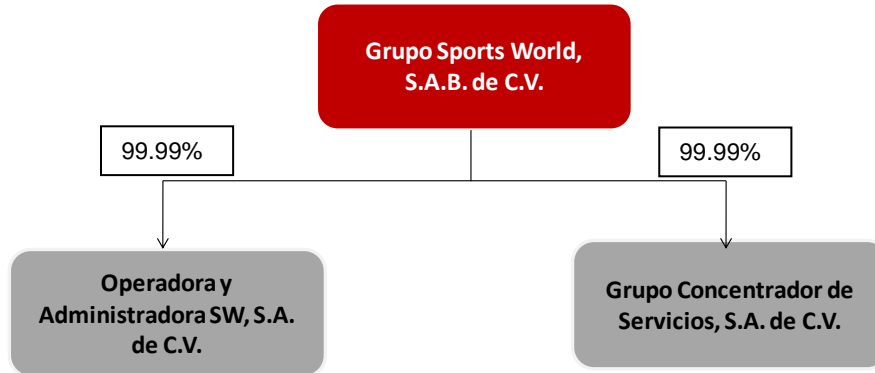 Grupo Sports World,
S.A.B. de C.V.
99.99%
99.99%
Operadora y
Administradora SW, S.A.
de C.V.
Grupo Concentrador de
Servicios, S.A. de C.V.